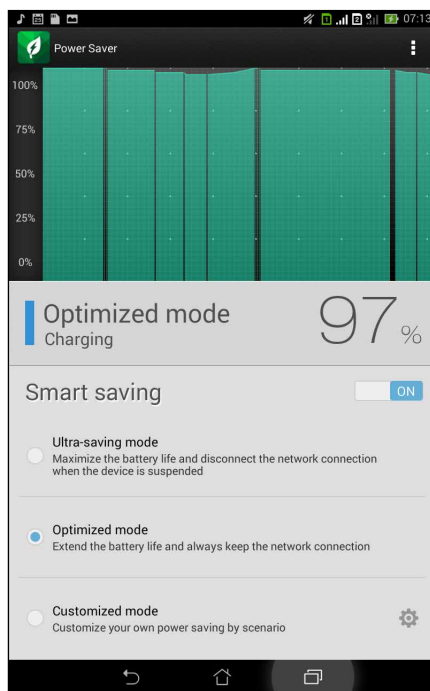 1 2 07:13
Power Saver
100%
75%
50%
25%
0%
Optimized mode
Charging
97%
Smart saving
ON
Ultra-saving mode
Maximize the battery life and disconnect the network connection
when the device is suspended
Optimized mode
Extend the battery life and always keep the network connection
Customized mode
Customize your own power saving by scenario